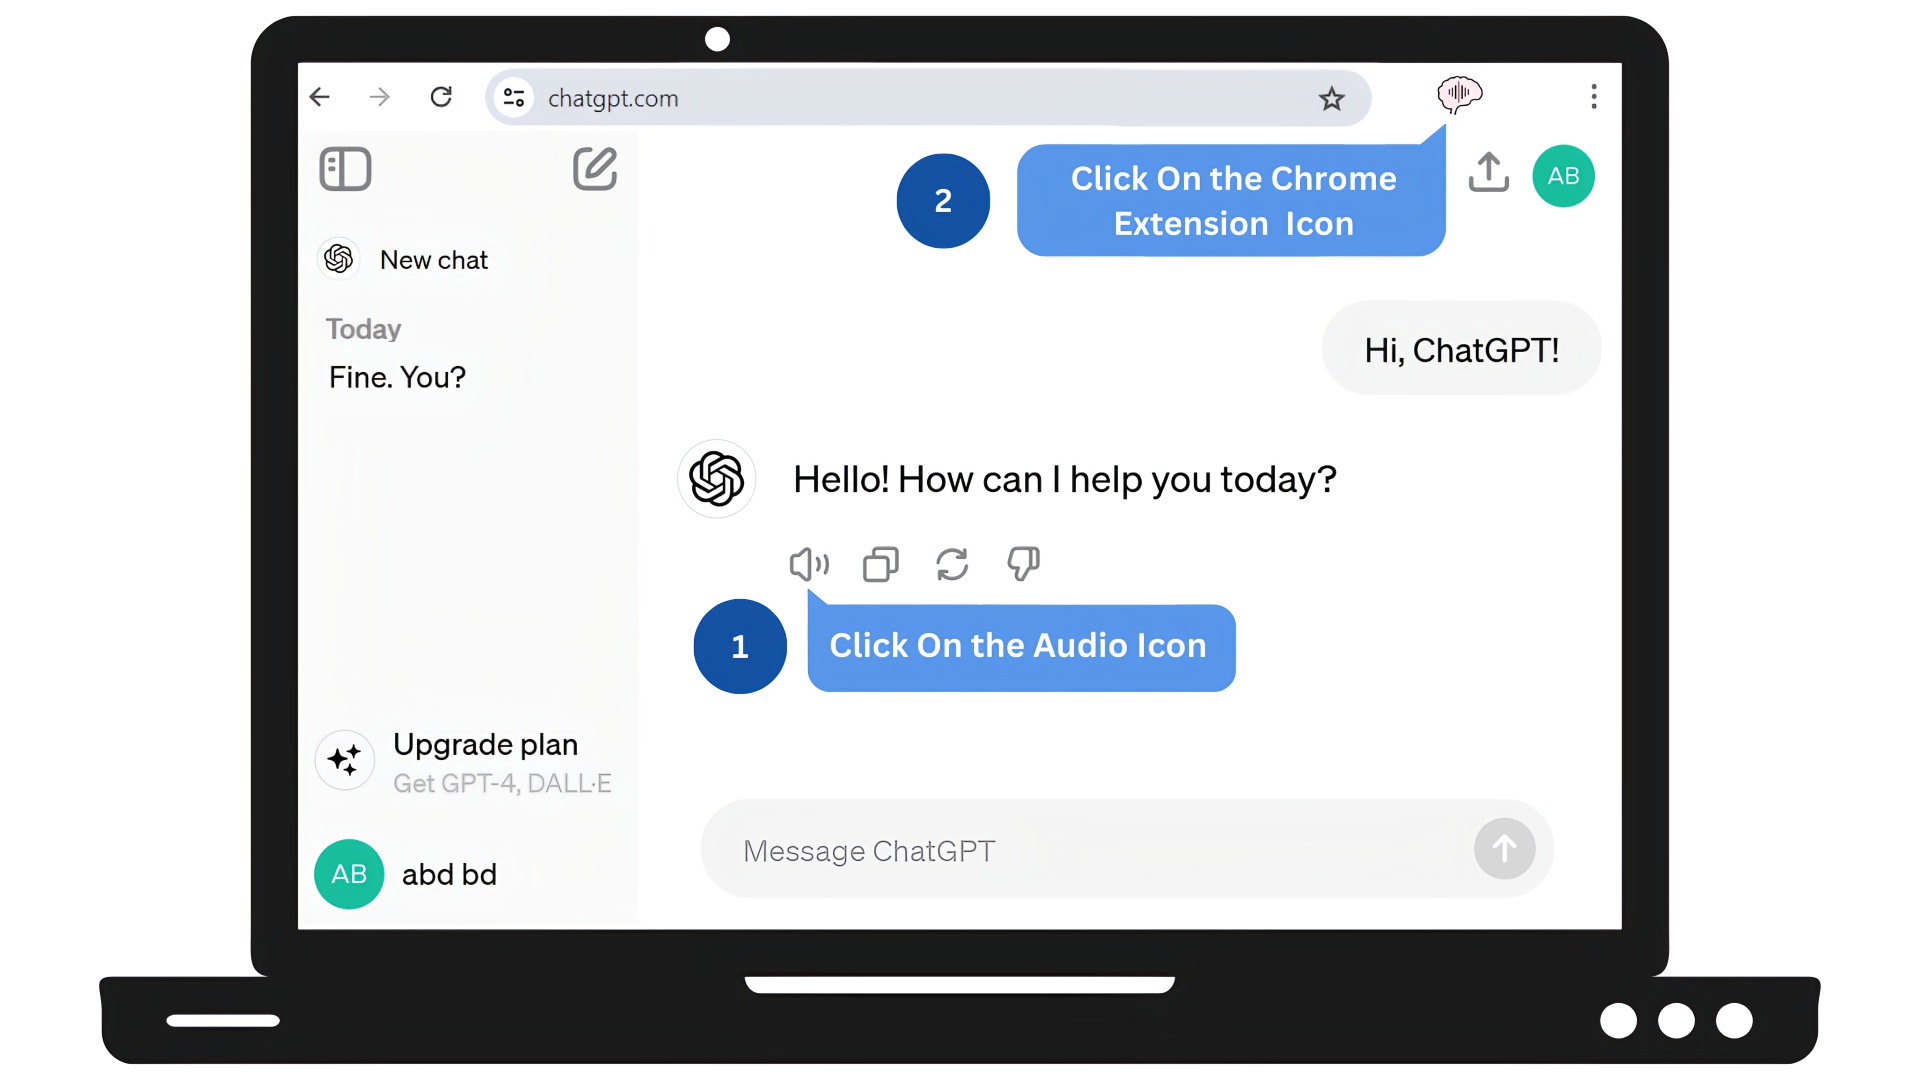 chatgpt.com
2
Click On the Chrome
Extension Icon
AB
New chat
Today
Fine. You?
Hi, ChatGPT!
Hello! How can I help you today?
1
Click On the Audio Icon
Upgrade plan
Get GPT-4, DALL·E
AB
abd bd
Message ChatGPT